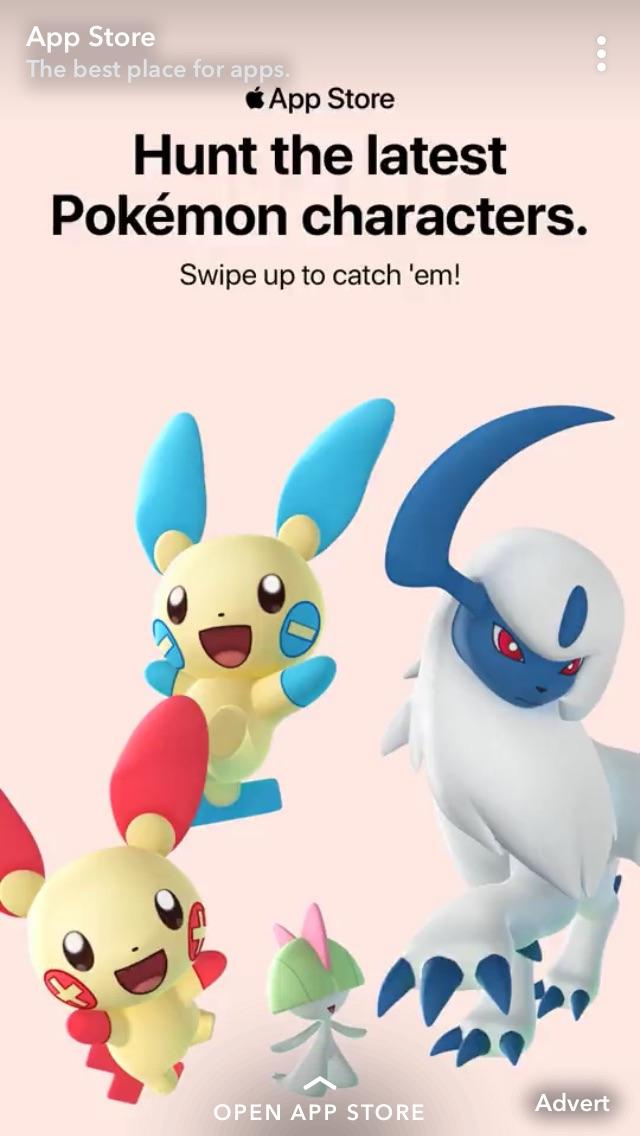 App Store
The best place for apps.
App Store
Hunt the latest
Pokémon characters.
Swipe up to catch 'em!
OPEN APP STORE
Advert